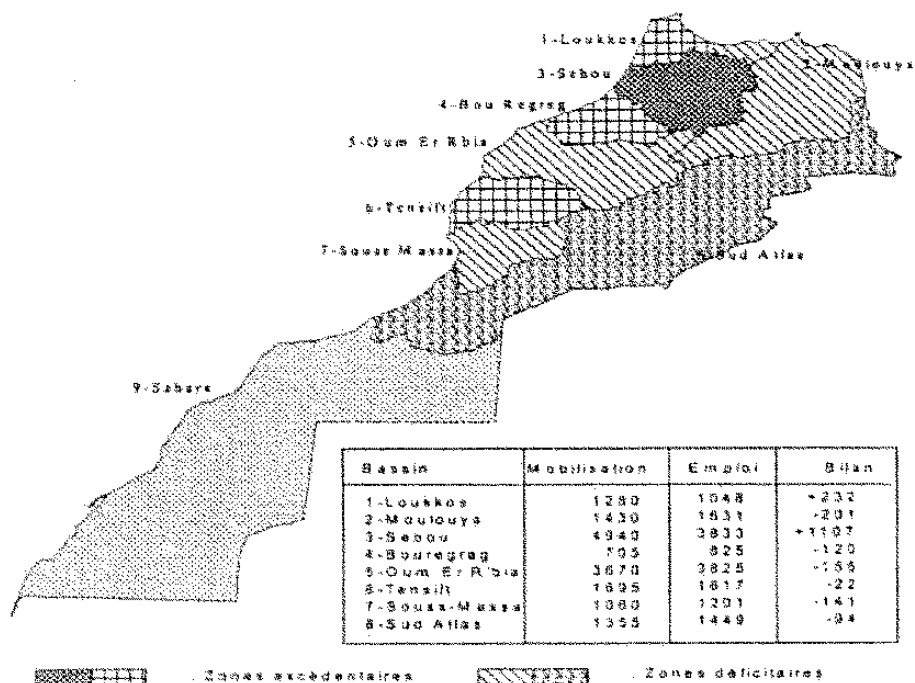 1-Loukkos
2-Moulouya
3-Sebou
4-Bou Regreg
5-Oum Er Rbia
6-Tensift
7-Souss Massa
8-Sud Atlas
9-Sahara
Bassin Mobilisation Emploi Bilan
1-Loukkos 1280 1048 +232
2-Moulouya 1430 1631 -201
3-Sebou 4940 3833 +1107
4-Bouregreg 705 825 -120
5-Oum Er R'bia 3670 3825 -155
6-Tensift 1595 1617 -22
7-Souss-Massa 1060 1201 -141
8-Sud Atlas 1355 1449 -94
: Zones excédentaires : Zones déficitaires